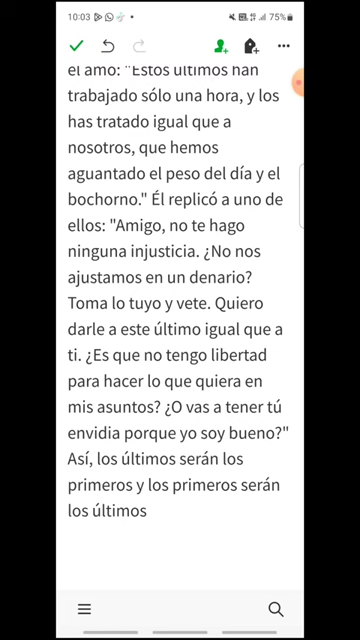 10:03
75%
el amo: "Estos últimos han
trabajado sólo una hora, y los
has tratado igual que a
nosotros, que hemos
aguantado el peso del día y el
bochorno." Él replicó a uno de
ellos: "Amigo, no te hago
ninguna injusticia. ¿No nos
ajustamos en un denario?
Toma lo tuyo y vete. Quiero
darle a este último igual que a
ti. ¿Es que no tengo libertad
para hacer lo que quiera en
mis asuntos? ¿O vas a tener tú
envidia porque yo soy bueno?"
Así, los últimos serán los
primeros y los primeros serán
los últimos